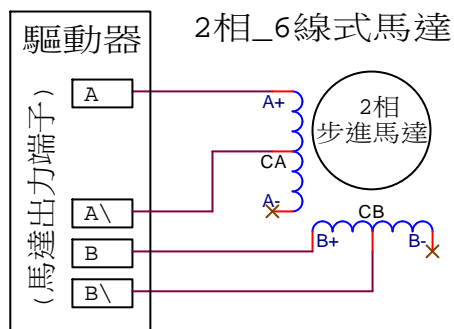 2相_6線式馬達
驅動器
(馬達出力端子)
A
A\
B
B\
A+
CA
A-
2相
步進馬達
CB
B+
B-